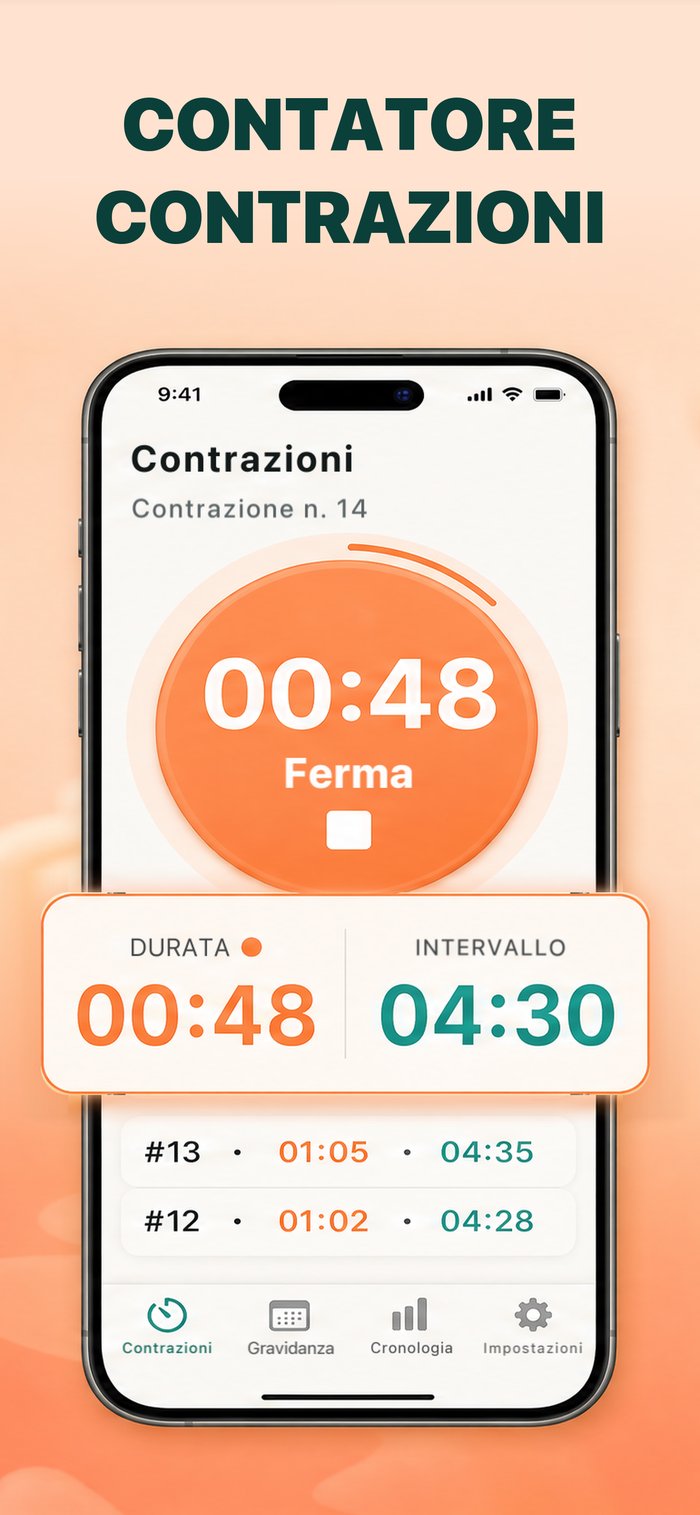 CONTATORE
CONTRAZIONI
9:41
Contrazioni
Contrazione n. 14
00:48
Ferma
DURATA INTERVALLO
00:48 04:30
#13 • 01:05 • 04:35
#12 • 01:02 • 04:28
Contrazioni Gravidanza Cronologia Impostazioni